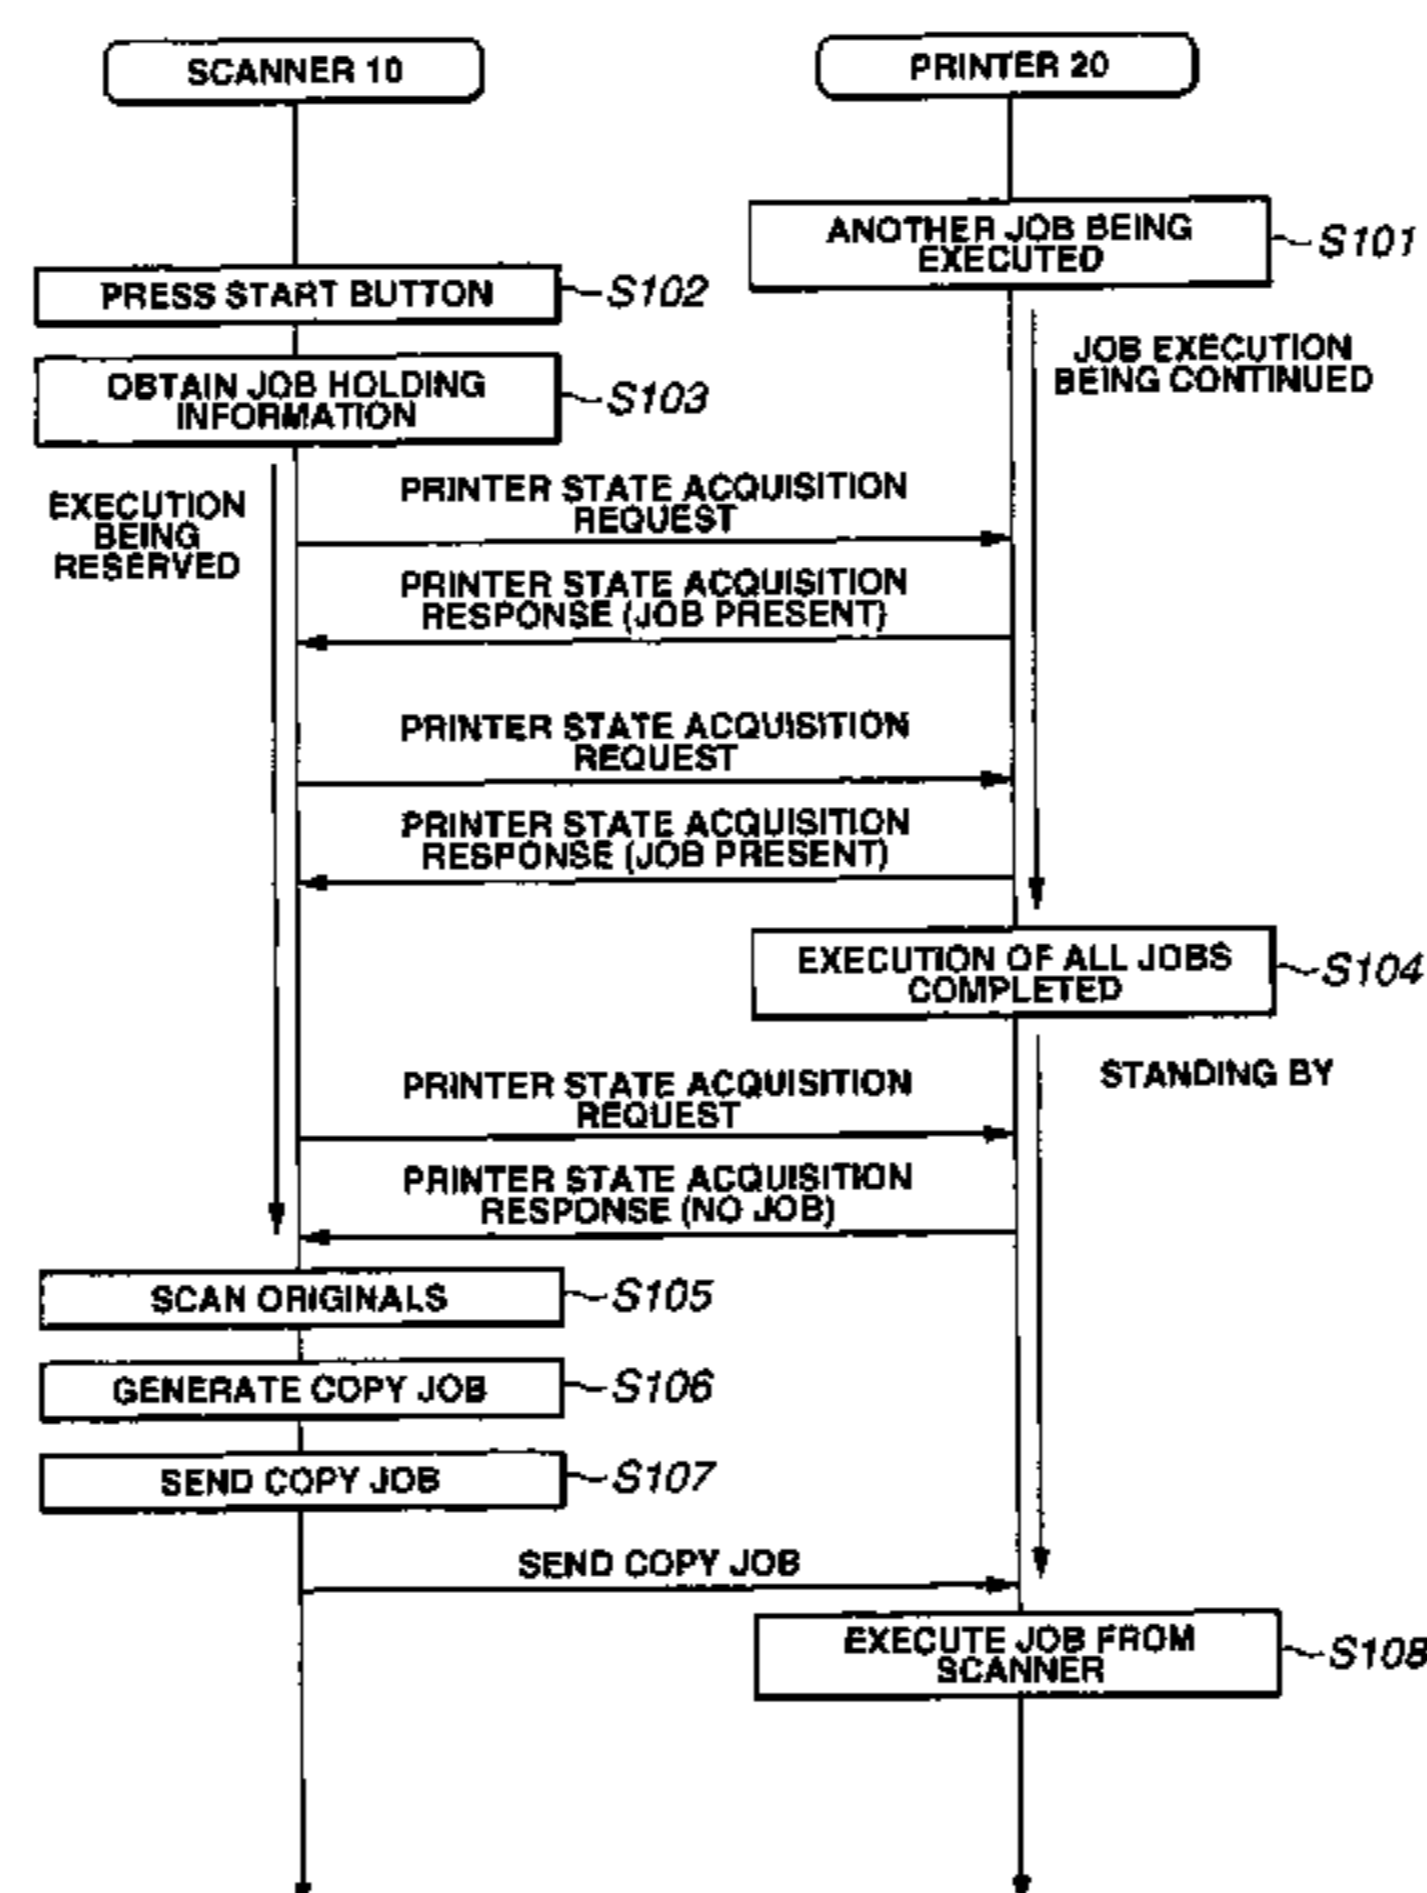 SCANNER 10
PRINTER 20
ANOTHER JOB BEING
EXECUTED
S101
PRESS START BUTTON
S102
JOB EXECUTION
BEING CONTINUED
OBTAIN JOB HOLDING
INFORMATION
S103
EXECUTION
BEING
RESERVED
PRINTER STATE ACQUISITION
REQUEST
PRINTER STATE ACQUISITION
RESPONSE (JOB PRESENT)
PRINTER STATE ACQUISITION
REQUEST
PRINTER STATE ACQUISITION
RESPONSE (JOB PRESENT)
EXECUTION OF ALL JOBS
COMPLETED
S104
STANDING BY
PRINTER STATE ACQUISITION
REQUEST
PRINTER STATE ACQUISITION
RESPONSE (NO JOB)
SCAN ORIGINALS
S105
GENERATE COPY JOB
S106
SEND COPY JOB
S107
SEND COPY JOB
EXECUTE JOB FROM
SCANNER
S108